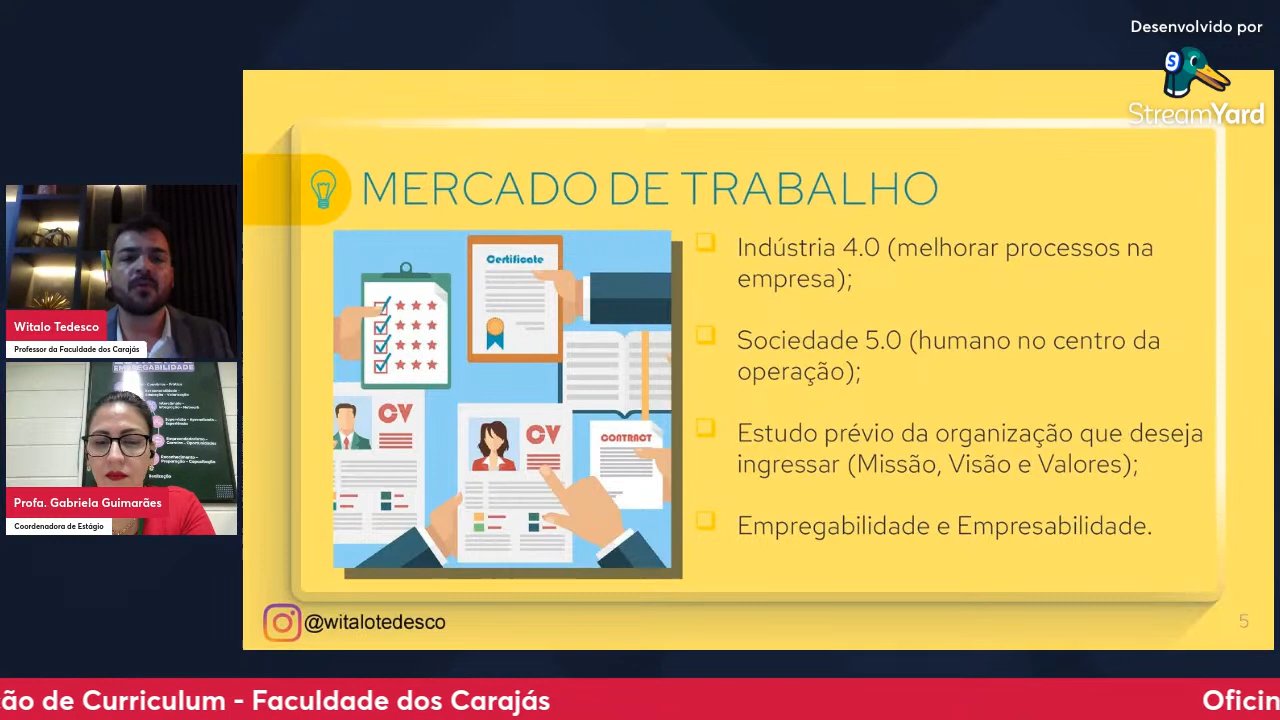 Desenvolvido por
StreamYard
MERCADO DE TRABALHO
Certificate
CV
CV
CONTRACT
Indústria 4.0 (melhorar processos na
empresa);
Sociedade 5.0 (humano no centro da
operação);
Estudo prévio da organização que deseja
ingressar (Missão, Visão e Valores);
Empregabilidade e Empresabilidade.
@witalotedesco
5
Witalo Tedesco
Professor da Faculdade dos Carajás
EMPREGABILIDADE
Profa. Gabriela Guimarães
Coordenadora de Estágio
ão de Curriculum - Faculdade dos Carajás
Oficin